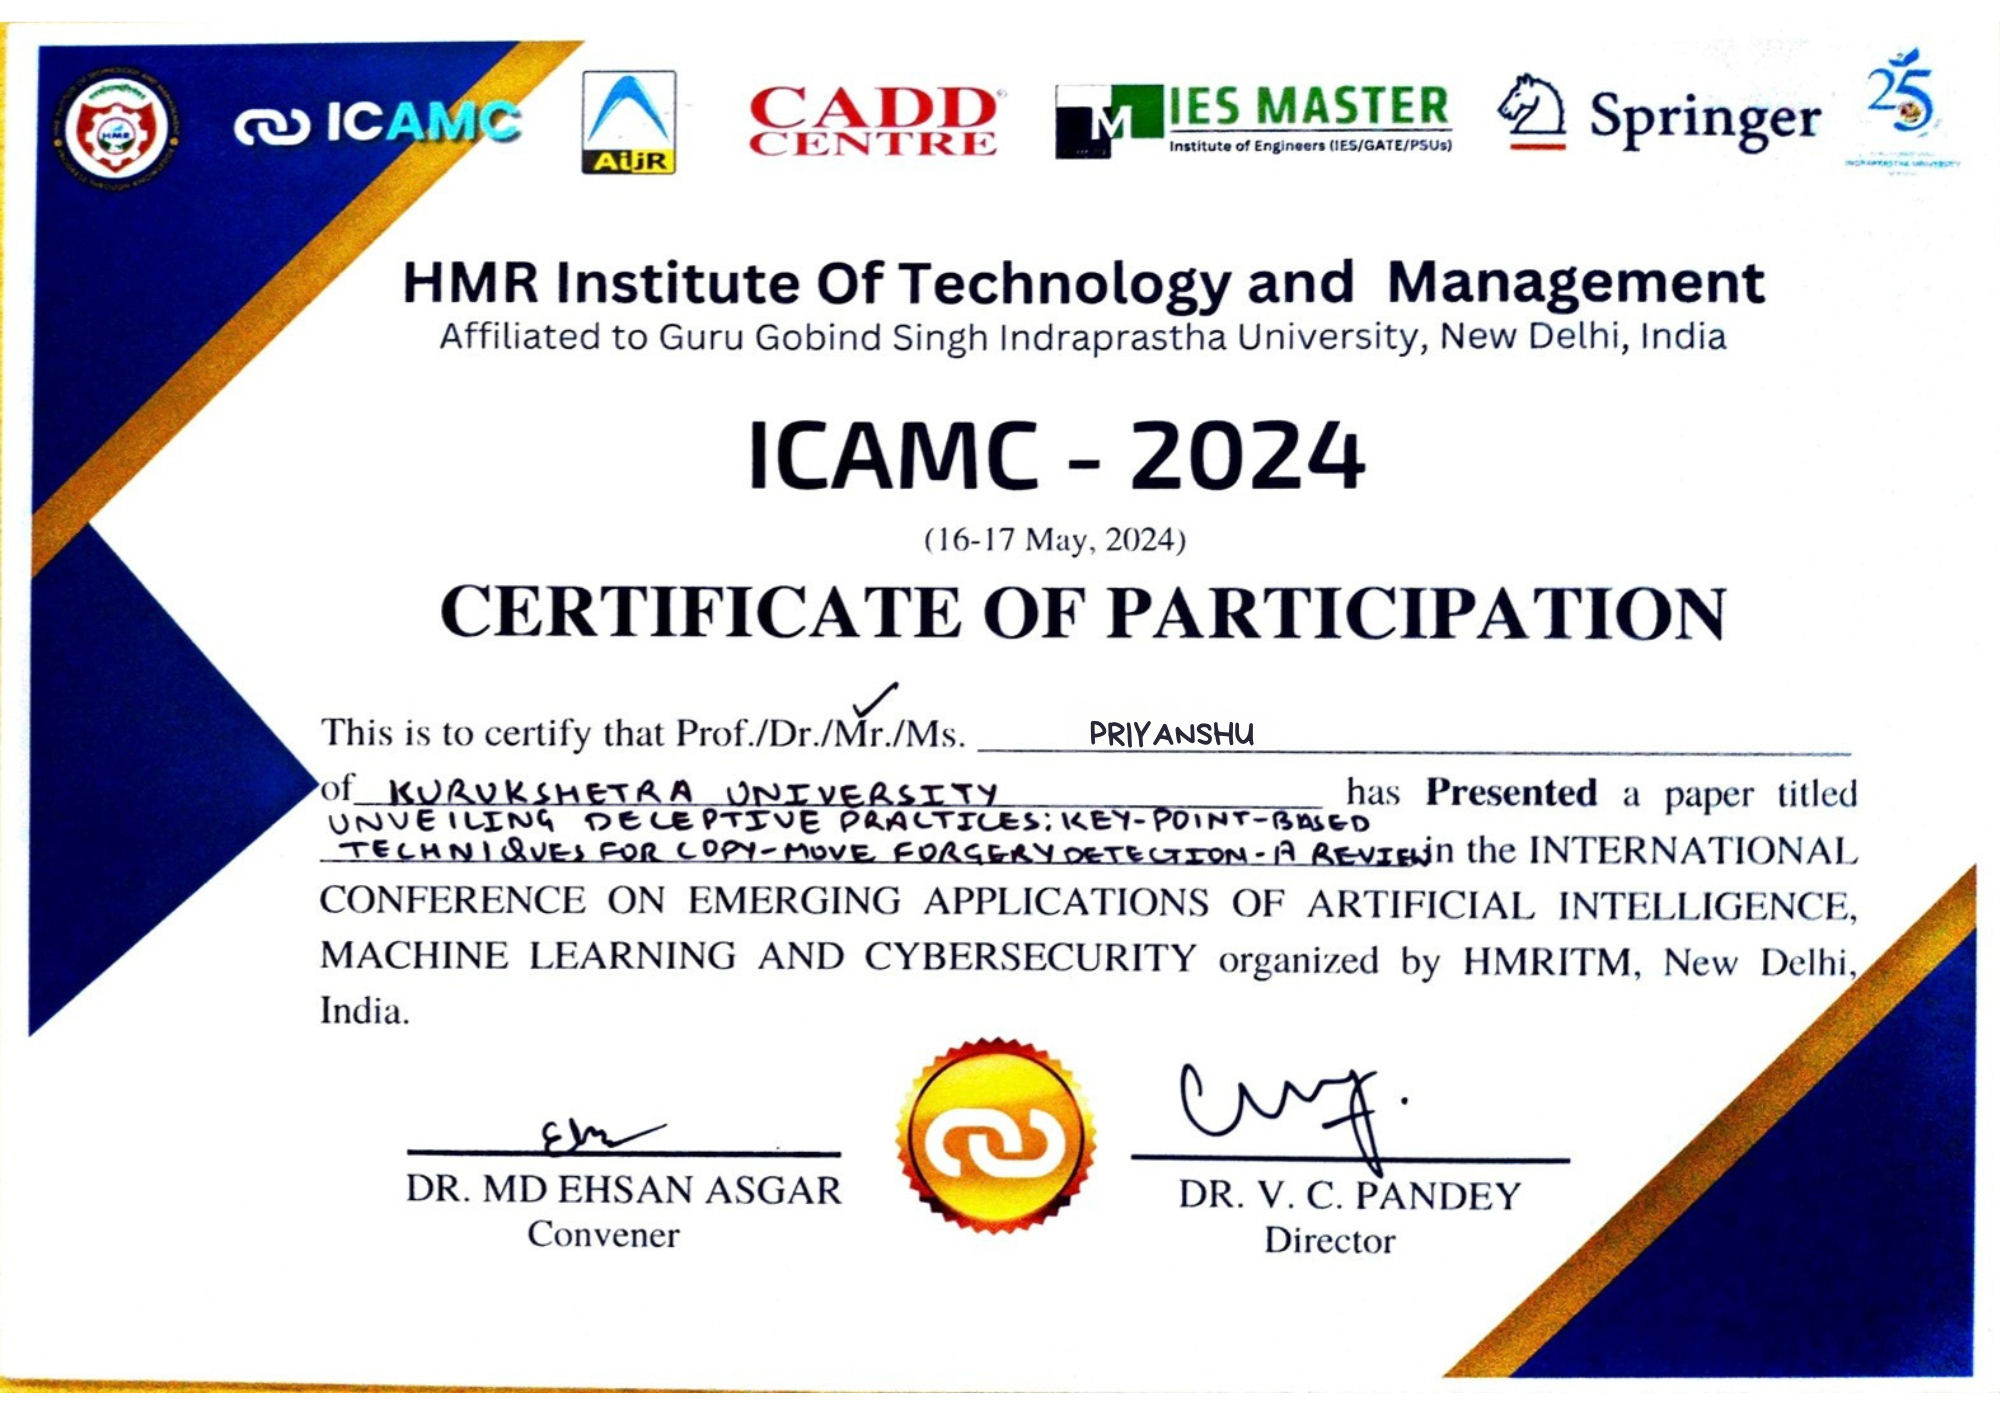 ICAMC
AijR
CADD
CENTRE
M IES MASTER
Institute of Engineers (IES/GATE/PSUs)
Springer
25
HMR
HMR Institute Of Technology and Management
Affiliated to Guru Gobind Singh Indraprastha University, New Delhi, India
ICAMC - 2024
(16-17 May, 2024)
CERTIFICATE OF PARTICIPATION
This is to certify that Prof./Dr./Mr./Ms. PRIYANSHU
of KURUKSHETRA UNIVERSITY has Presented a paper titled
UNVEILING DECEPTIVE PRACTICES: KEY-POINT-BASED
TECHNIQUES FOR COPY-MOVE FORGERY DETECTION-A REVIEW in the INTERNATIONAL
CONFERENCE ON EMERGING APPLICATIONS OF ARTIFICIAL INTELLIGENCE,
MACHINE LEARNING AND CYBERSECURITY organized by HMRITM, New Delhi,
India.
DR. MD EHSAN ASGAR
Convener
DR. V. C. PANDEY
Director